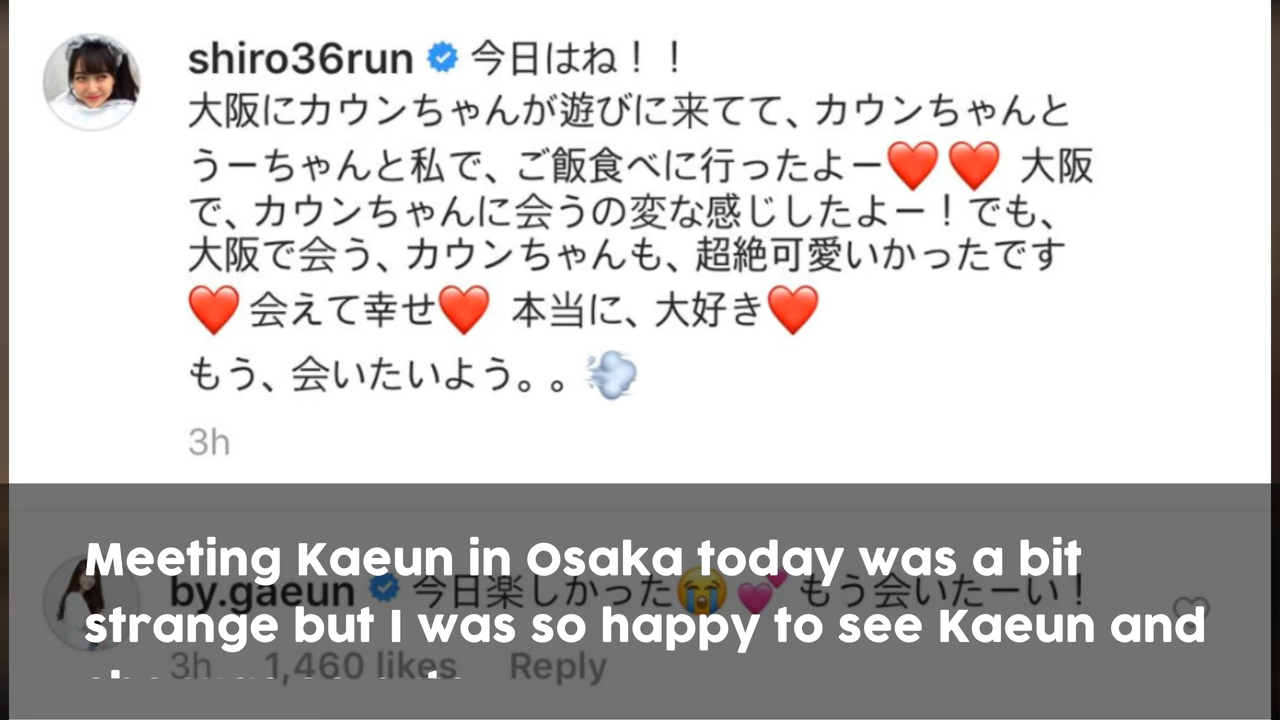 shiro36run 今日はね！！
大阪にカウンちゃんが遊びに来てて、カウンちゃんと
うーちゃんと私で、ご飯食べに行ったよー❤️❤️ 大阪
で、カウンちゃんに会うの変な感じしたよー！でも、
大阪で会う、カウンちゃんも、超絶可愛いかったです
❤️会えて幸せ❤️ 本当に、大好き❤️
もう、会いたいよう。。💨
3h
Meeting Kaeun in Osaka today was a bit
by.gaeun 今日楽しかった😭💕もう会いたーい！
strange but I was so happy to see Kaeun and
3h 1,460 likes Reply